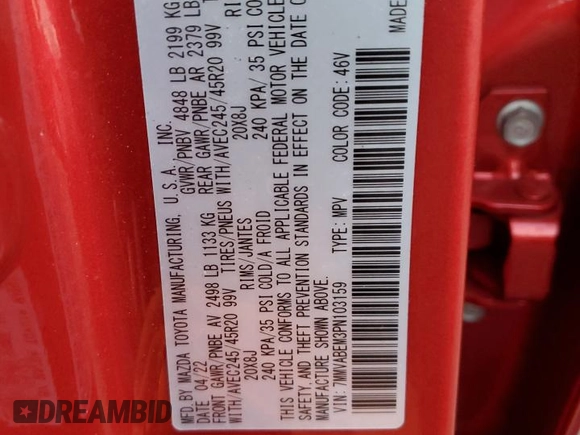 MFD. BY MAZDA TOYOTA MANUFACTURING, U.S.A., INC.
DATE 04/22 GVWR/PNBV 4848 LB 2199 KG
FRONT GAWR/PNBE AV 2498 LB 1133 KG REAR GAWR/PNBE AR 2379 LB
WITH/AVEC245/45R20 99V TIRES/PNEUS WITH/AVEC245/45R20 99V
20X8J RIMS/JANTES 20X8J RI
240 KPA/35 PSI COLD/A FROID 240 KPA/ 35 PSI CO
THIS VEHICLE CONFORMS TO ALL APPLICABLE FEDERAL MOTOR VEHICLE
SAFETY, AND THEFT PREVENTION STANDARDS IN EFFECT ON THE DATE O
MANUFACTURE SHOWN ABOVE.
VIN: 7MMVABEM3PN103159 TYPE: MPV COLOR CODE: 46V
MADE
DREAMBID.COM